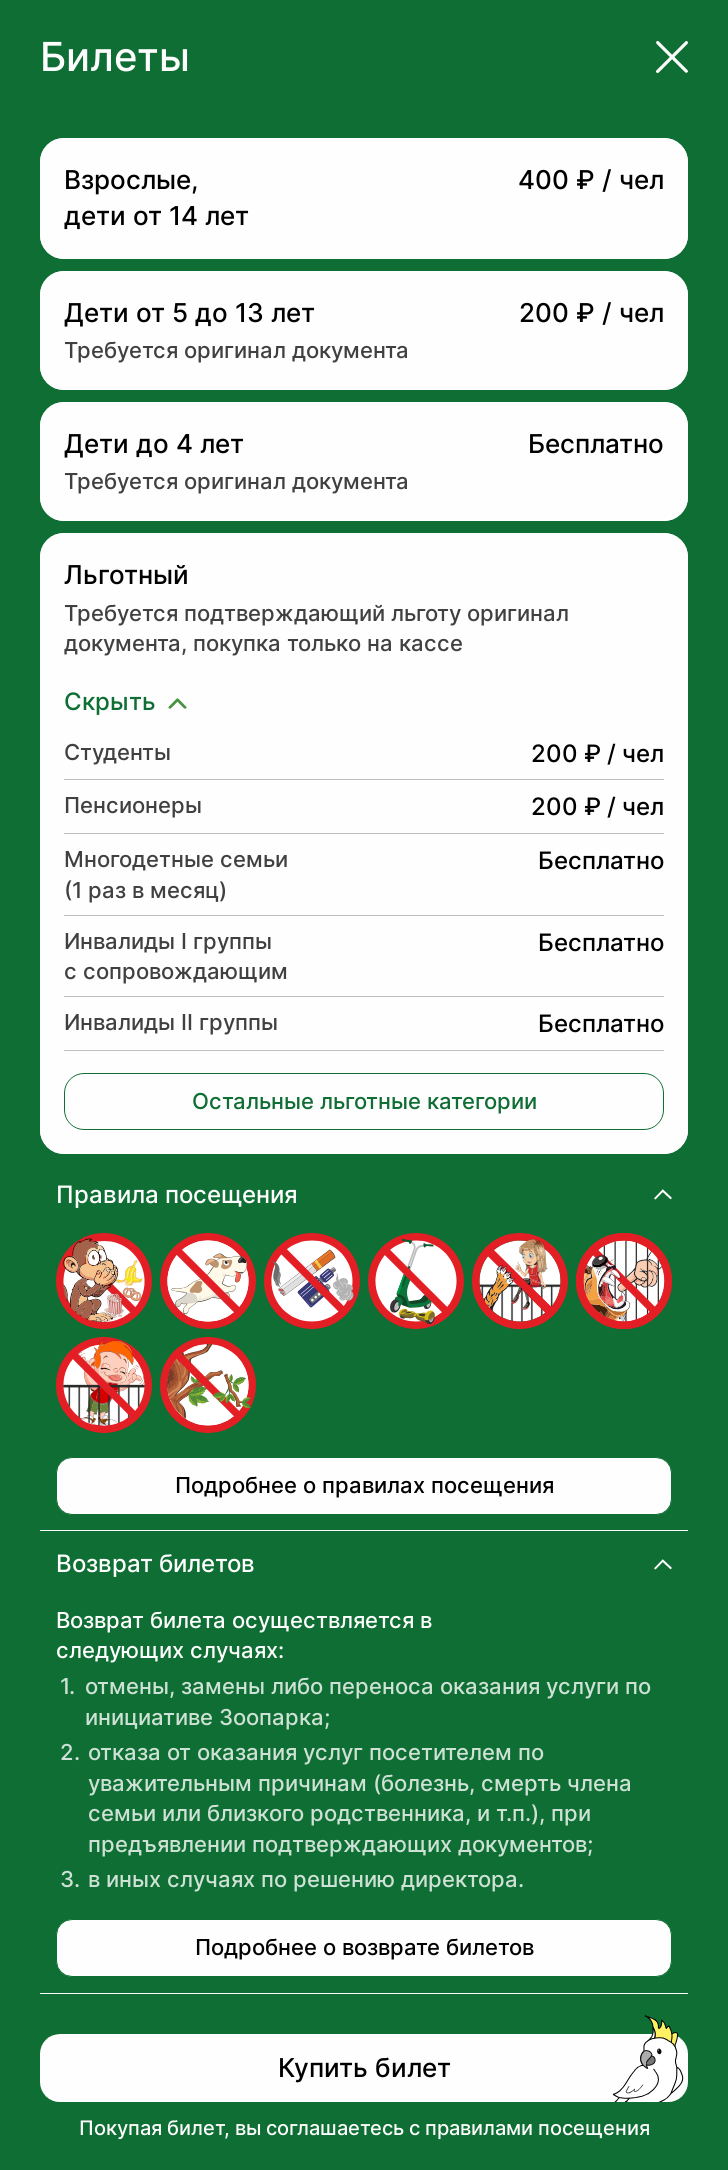 Билеты
Взрослые,
дети от 14 лет
400 ₽ / чел
Дети от 5 до 13 лет
200 ₽ / чел
Требуется оригинал документа
Дети до 4 лет
Бесплатно
Требуется оригинал документа
Льготный
Требуется подтверждающий льготу оригинал
документа, покупка только на кассе
Скрыть
Студенты
200 ₽ / чел
Пенсионеры
200 ₽ / чел
Многодетные семьи
(1 раз в месяц)
Бесплатно
Инвалиды I группы
с сопровождающим
Бесплатно
Инвалиды II группы
Бесплатно
Остальные льготные категории
Правила посещения
Подробнее о правилах посещения
Возврат билетов
Возврат билета осуществляется в
следующих случаях:
1. отмены, замены либо переноса оказания услуги по
инициативе Зоопарка;
2. отказа от оказания услуг посетителем по
уважительным причинам (болезнь, смерть члена
семьи или близкого родственника, и т.п.), при
предъявлении подтверждающих документов;
3. в иных случаях по решению директора.
Подробнее о возврате билетов
Купить билет
Покупая билет, вы соглашаетесь с правилами посещения